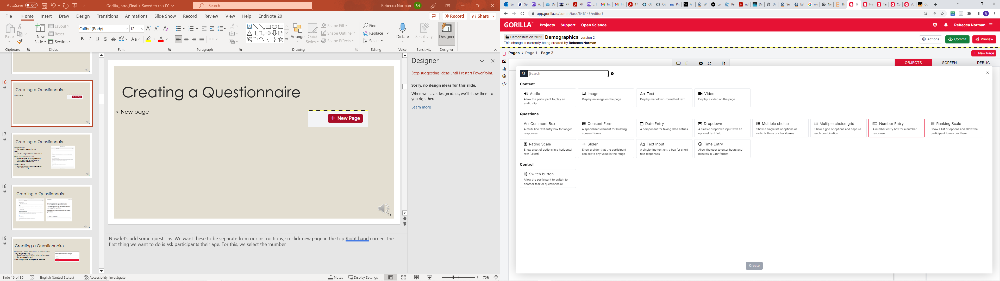 AutoSave Off
Gorilla_Intro_Final • Saved to this PC
Search
Rebecca Norman RN
File Home Insert Draw Design Transitions Animations Slide Show Record Review View Help EndNote 20
Record Share
Paste
New Slide
Layout
Reset
Section
Calibri (Body) 12
Arrange
Quick Styles
Shape Fill
Shape Outline
Shape Effects
Find
Replace
Select
Dictate
Sensitivity
Designer
Clipboard Slides Font Paragraph Drawing Editing Voice Sensitivity Designer
16
Creating a Questionnaire
New page
New Page
17
Creating a Questionnaire
18
Creating a Questionnaire
Demographics questionnaire
19
Creating a Questionnaire
Creating a Questionnaire
New page
+ New Page
16
Designer
Stop suggesting ideas until I restart PowerPoint.
Sorry, no design ideas for this slide.
When we have design ideas, we'll show them to
you right here.
Learn more
Now let's add some questions. We want these to be separate from our instructions, so click new page in the top Right hand corner. The
first thing we want to do is ask participants their age. For this, we select the 'number
Slide 16 of 86 English (United States) Accessibility: Investigate
Notes Display Settings 70%
app.gorilla.sc/admin/task/646145/editor?
GORILLA™ Projects Support Open Science Rebecca Norman
Demonstration 2023 Demographics version 2
This change is currently being created by Rebecca Norman
Actions Commit Preview
Pages > Page 1 Page 2
+ New Page
OBJECTS SCREEN DEBUG
Search
Content
Audio
Allow the participant to play an
audio clip
Image
Display an image on the page
Text
Display markdown-formatted text
Video
Display a video on the page
Questions
Comment Box
A multi-line text entry box for longer
responses
Consent Form
A specialised element for building
consent forms
Date Entry
A component for taking date entries
Dropdown
A classic dropdown input with an
optional text field
Multiple choice
Show a single list of options as
radio buttons or checkboxes
Multiple choice grid
Show a grid of options and capture
each combination
Number Entry
A number entry box for a number
response
Ranking Scale
Show a list of options and allow the
participant to reorder them
Rating Scale
Show a set of options in a horizontal
row (Likert)
Slider
Show a slider that the participant
can set to any value in the range
Text Input
A single-line text entry box for short
text responses
Time Entry
Allow the user to enter hours and
minutes in 24hr format
Control
Switch button
Allow the participant to switch to
another task or questionnaire
Create